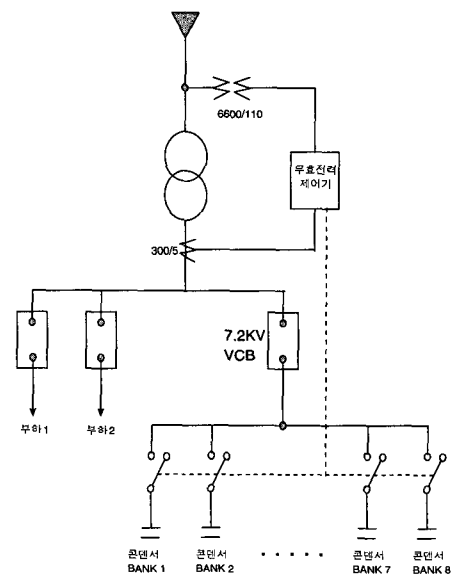 6600/110
무효전력
제어기
300/5
7.2KV
VCB
부하1
부하2
콘덴서
BANK 1
콘덴서
BANK 2
· · · · ·
콘덴서
BANK 7
콘덴서
BANK 8